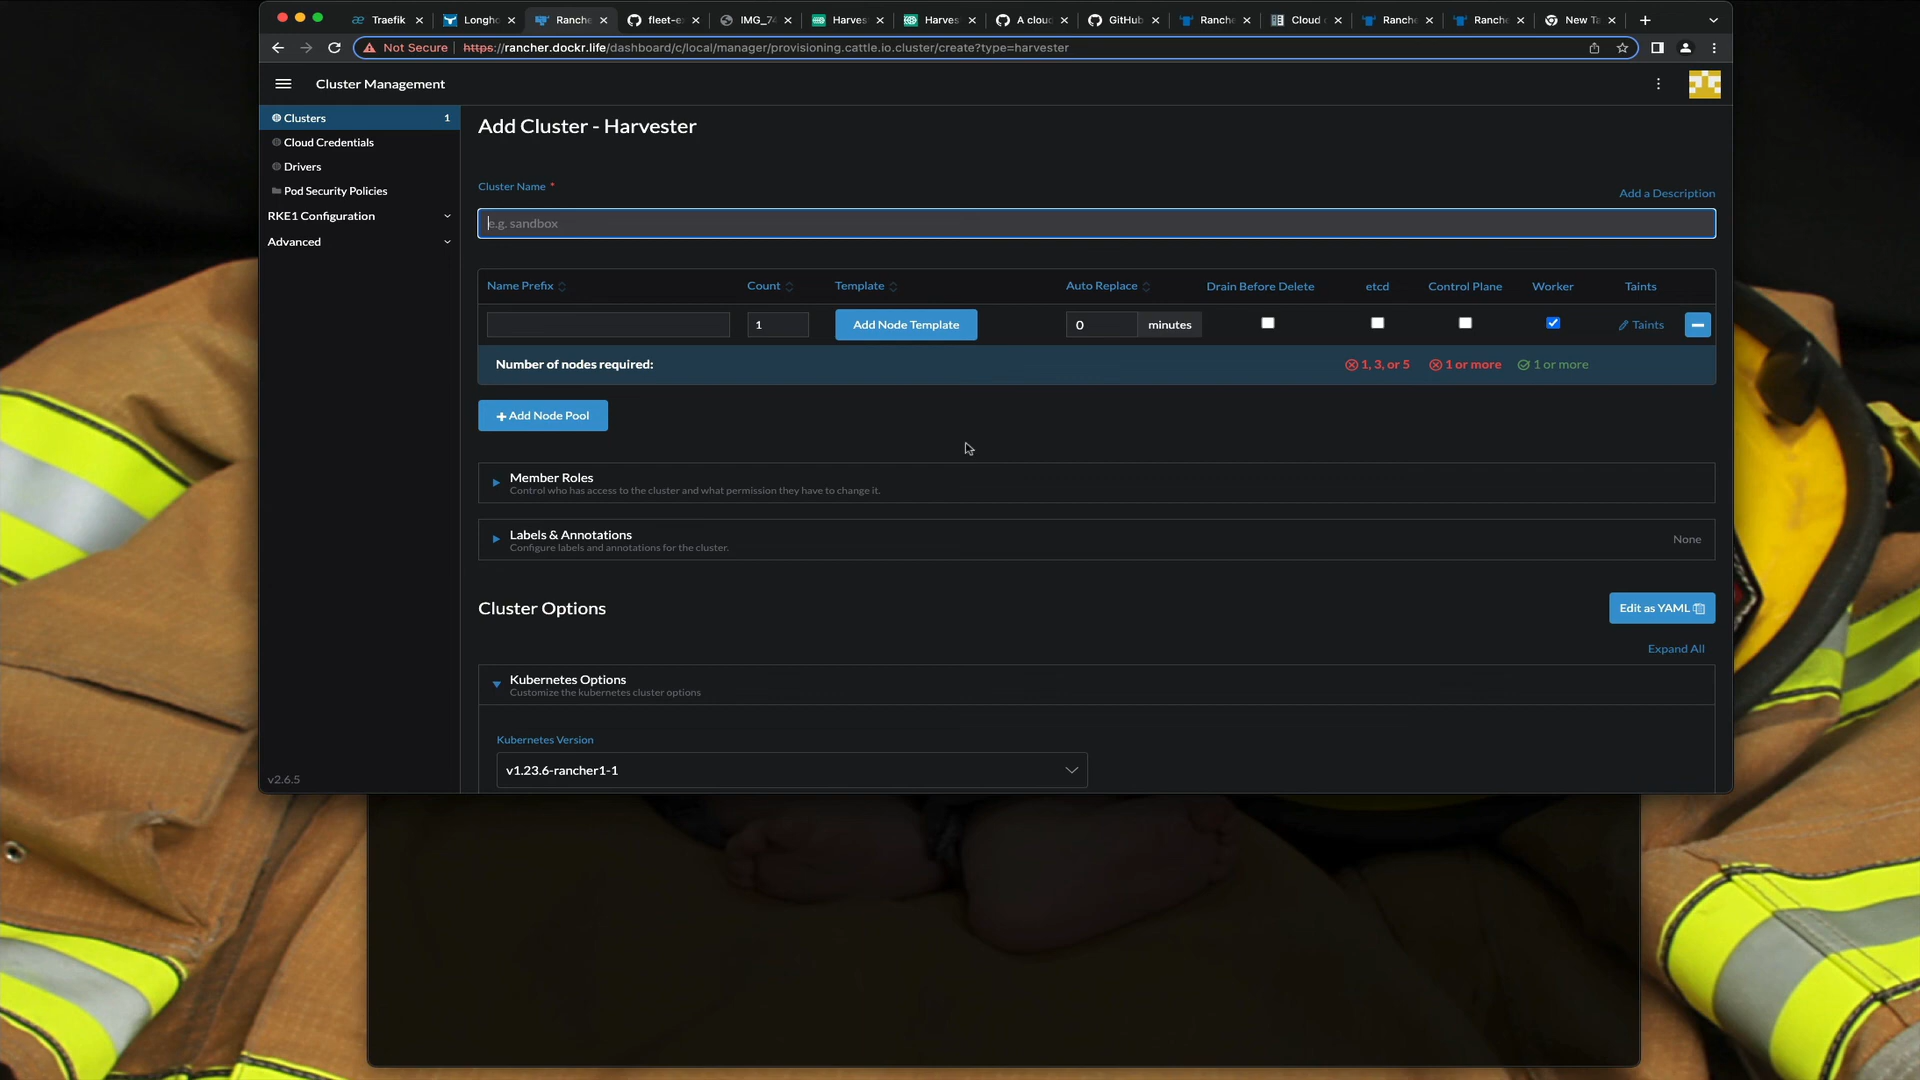 Traefik
Longho
Ranche
fleet-e
IMG_74
Harves
Harves
A clou
GitHub
Ranche
Cloud
Ranche
Ranche
New Ta
Not Secure
https://rancher.dockr.life/dashboard/c/local/manager/provisioning.cattle.io.cluster/create?type=harvester
Cluster Management
Clusters 1
Cloud Credentials
Drivers
Pod Security Policies
RKE1 Configuration
Advanced
v2.6.5
Add Cluster - Harvester
Cluster Name *
Add a Description
e.g. sandbox
Name Prefix Count Template Auto Replace Drain Before Delete etcd Control Plane Worker Taints
1 Add Node Template 0 minutes Taints
Number of nodes required: 1, 3, or 5 1 or more 1 or more
Add Node Pool
Member Roles
Control who has access to the cluster and what permission they have to change it.
Labels & Annotations
Configure labels and annotations for the cluster.
None
Cluster Options
Edit as YAML
Expand All
Kubernetes Options
Customize the kubernetes cluster options
Kubernetes Version
v1.23.6-rancher1-1